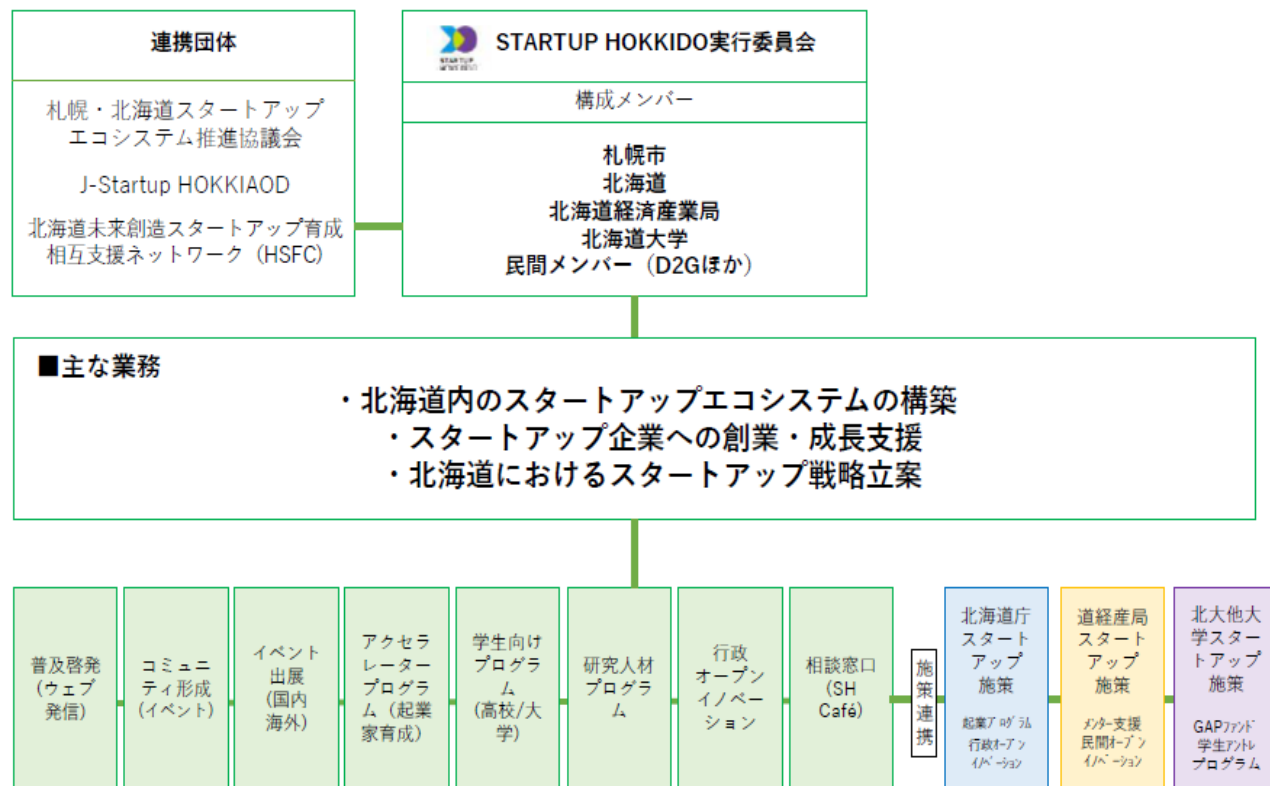 連携団体
札幌・北海道スタートアップ
エコシステム推進協議会
J-Startup HOKKIAOD
北海道未来創造スタートアップ育成
相互支援ネットワーク（HSFC）
STARTUP
HOKKIDO
STARTUP HOKKIDO実行委員会
構成メンバー
札幌市
北海道
北海道経済産業局
北海道大学
民間メンバー（D2Gほか）
■主な業務
・北海道内のスタートアップエコシステムの構築
・スタートアップ企業への創業・成長支援
・北海道におけるスタートアップ戦略立案
普及啓発
(ウェブ
発信)
コミュニ
ティ形成
(イベント)
イベント
出展
(国内
海外)
アクセラ
レーター
プログラ
ム（起業
家育成）
学生向け
プログラ
ム
(高校/大
学)
研究人材
プログラ
ム
行政
オープン
イノベー
ション
相談窓口
(SH
Café)
施
策
連
携
北海道庁
スタート
アップ
施策
起業プログラム
行政オープン
イノベーション
道経産局
スタート
アップ
施策
メンター支援
民間オープン
イノベーション
北大他大
学スター
トアップ
施策
GAPファンド
学生アントレ
プログラム